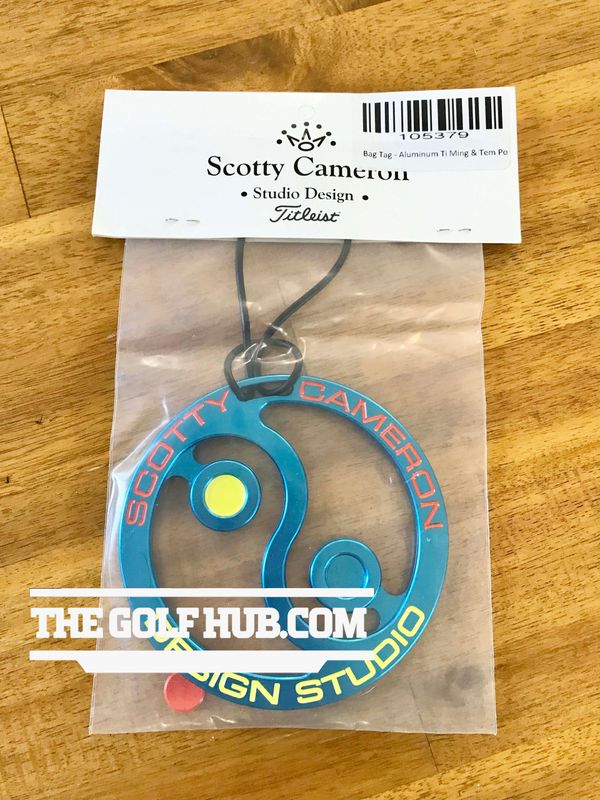 105379
Bag Tag - Aluminum Ti Ming & Tem Po
Scotty Cameron
• Studio Design •
Titleist
SCOTTY CAMERON
THE GOLF HUB.COM
DESIGN STUDIO